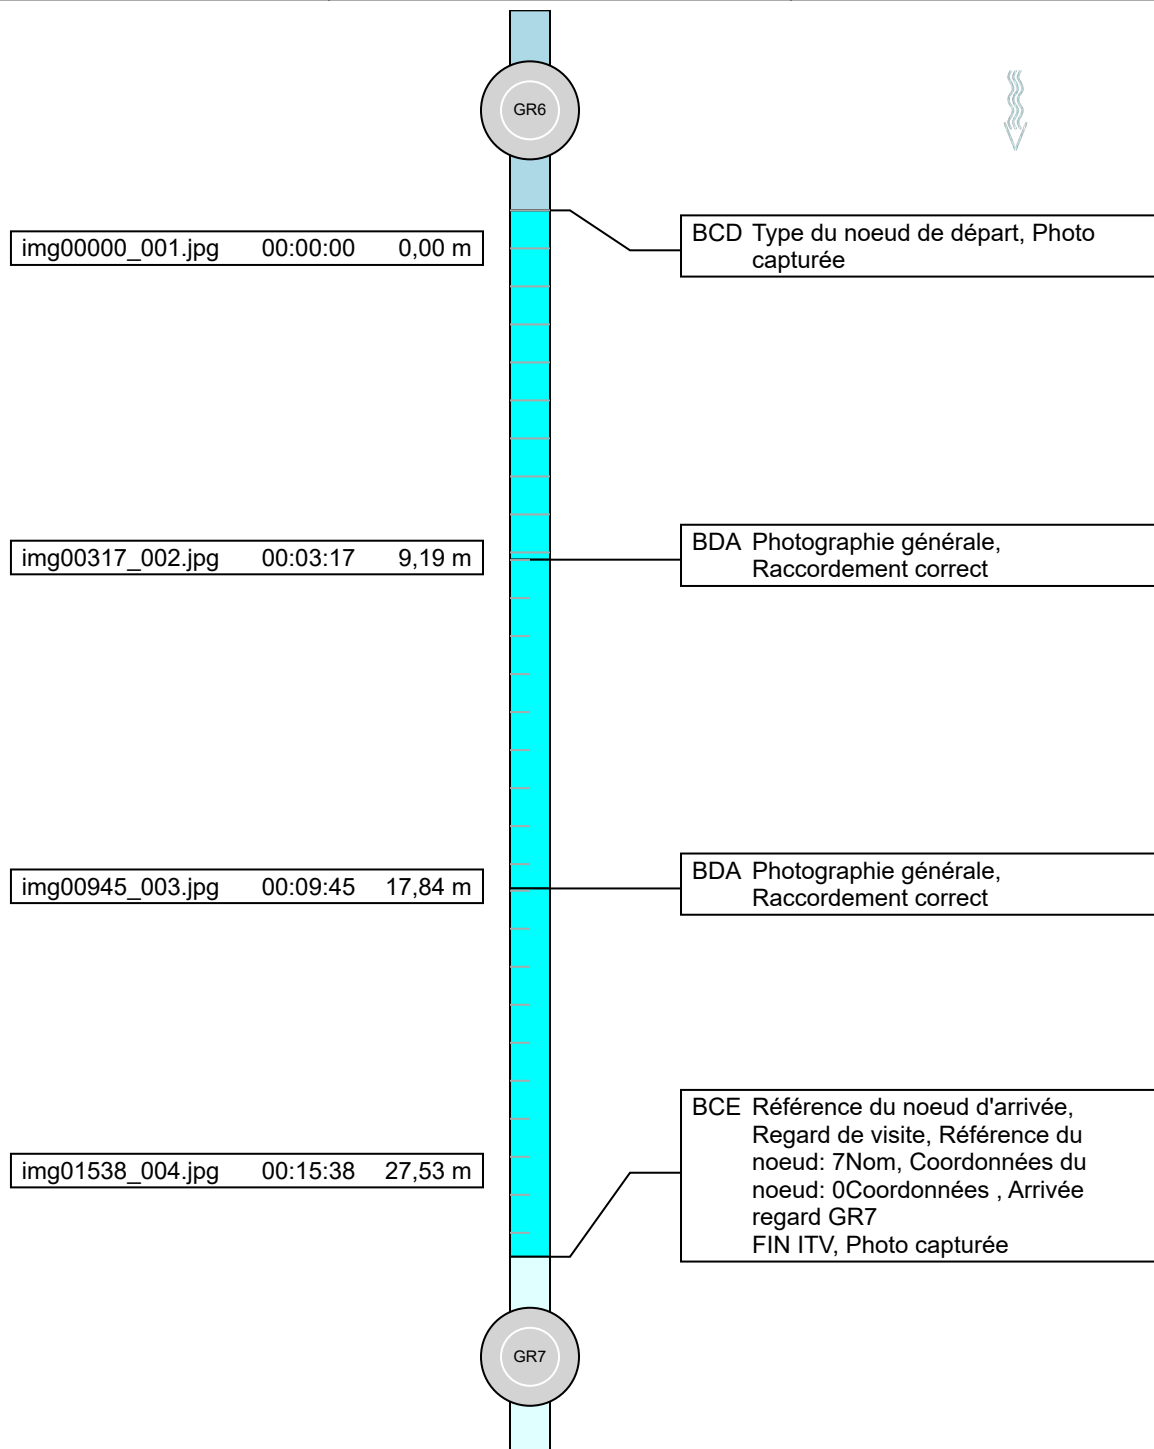 GR6
img00000_001.jpg 00:00:00 0,00 m
BCD Type du noeud de départ, Photo
capturée
img00317_002.jpg 00:03:17 9,19 m
BDA Photographie générale,
Raccordement correct
img00945_003.jpg 00:09:45 17,84 m
BDA Photographie générale,
Raccordement correct
img01538_004.jpg 00:15:38 27,53 m
BCE Référence du noeud d'arrivée,
Regard de visite, Référence du
noeud: 7Nom, Coordonnées du
noeud: 0Coordonnées , Arrivée
regard GR7
FIN ITV, Photo capturée
GR7